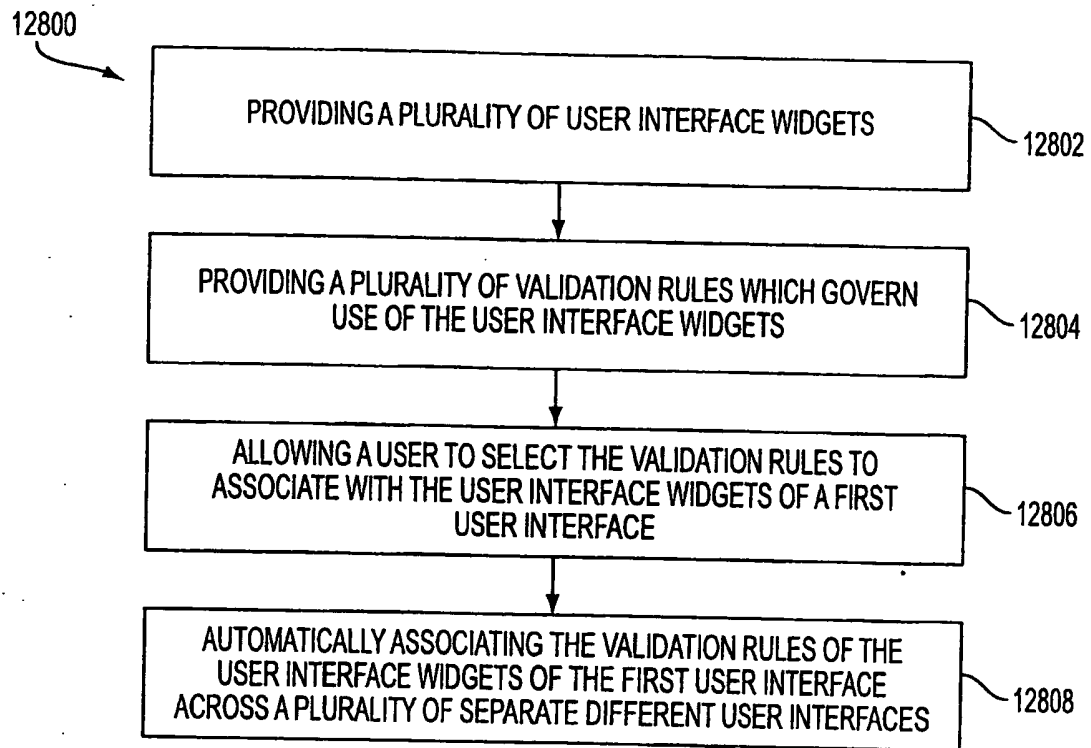 12800
PROVIDING A PLURALITY OF USER INTERFACE WIDGETS
12802
PROVIDING A PLURALITY OF VALIDATION RULES WHICH GOVERN
USE OF THE USER INTERFACE WIDGETS
12804
ALLOWING A USER TO SELECT THE VALIDATION RULES TO
ASSOCIATE WITH THE USER INTERFACE WIDGETS OF A FIRST
USER INTERFACE
12806
AUTOMATICALLY ASSOCIATING THE VALIDATION RULES OF THE
USER INTERFACE WIDGETS OF THE FIRST USER INTERFACE
ACROSS A PLURALITY OF SEPARATE DIFFERENT USER INTERFACES
12808